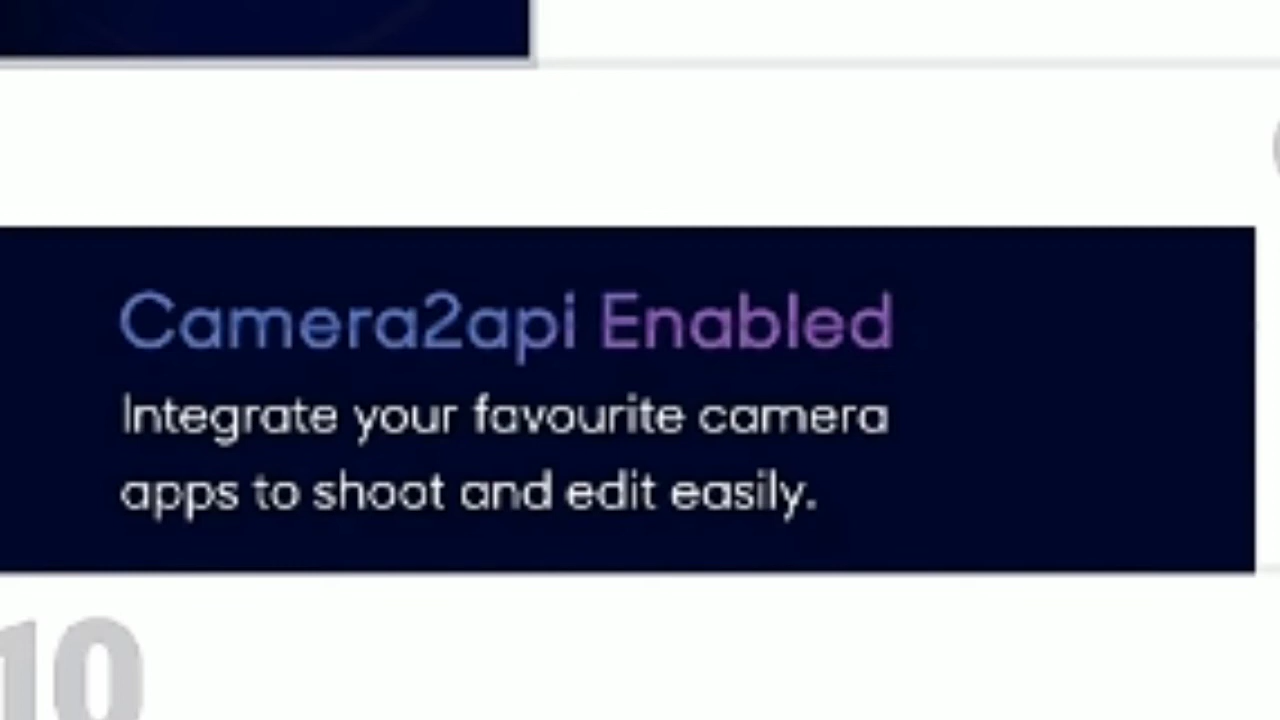 Camera2api Enabled
Integrate your favourite camera
apps to shoot and edit easily.
10